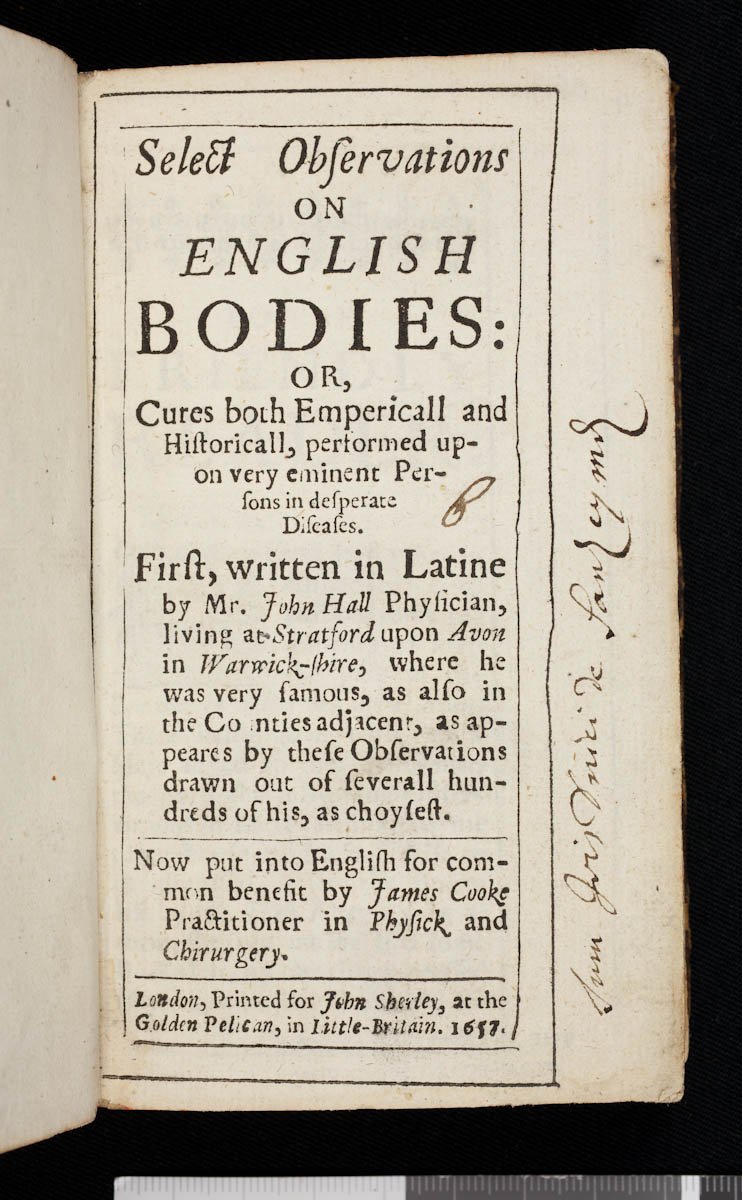 Select Obſervations
ON
ENGLISH
BODIES:
OR,
Cures both Empericall and
Hiſtoricall, performed up-
on very eminent Per-
ſons in deſperate
Diſeaſes.
Firſt, written in Latine
by Mr. John Hall Phyſician,
living at Stratford upon Avon
in Warwick-ſhire, where he
was very famous, as alſo in
the Co nties adjacent, as ap-
peares by theſe Obſervations
drawn out of ſeverall hun-
dreds of his, as choyſeſt.
Now put into Engliſh for com-
mon benefit by James Cooke
Practitioner in Phyſick and
Chirurgery.
London, Printed for John Sherley, at the
Golden Pelican, in Little-Britain. 1657.
Sum
de